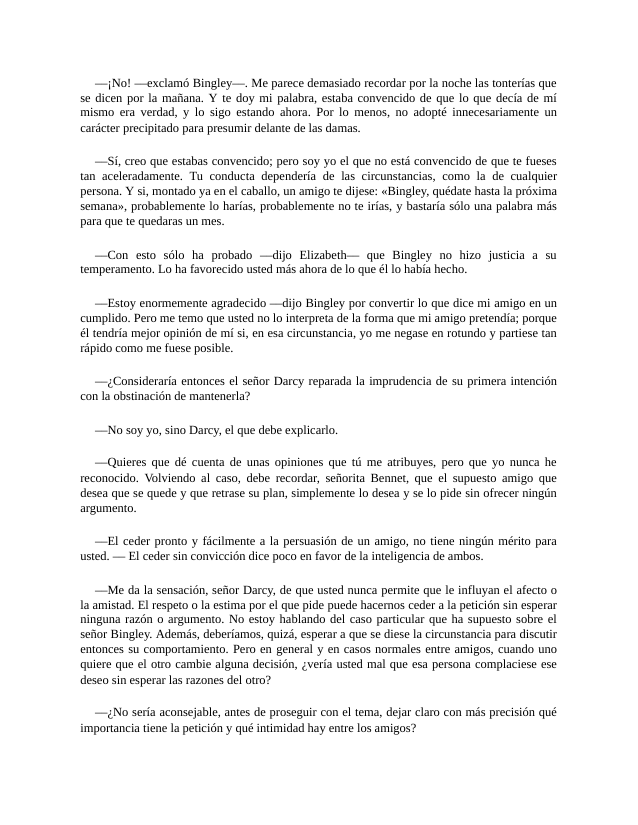 —¡No! —exclamó Bingley—. Me parece demasiado recordar por la noche las tonterías que
se dicen por la mañana. Y te doy mi palabra, estaba convencido de que lo que decía de mí
mismo era verdad, y lo sigo estando ahora. Por lo menos, no adopté innecesariamente un
carácter precipitado para presumir delante de las damas.
—Sí, creo que estabas convencido; pero soy yo el que no está convencido de que te fueses
tan aceleradamente. Tu conducta dependería de las circunstancias, como la de cualquier
persona. Y si, montado ya en el caballo, un amigo te dijese: «Bingley, quédate hasta la próxima
semana», probablemente lo harías, probablemente no te irías, y bastaría sólo una palabra más
para que te quedaras un mes.
—Con esto sólo ha probado —dijo Elizabeth— que Bingley no hizo justicia a su
temperamento. Lo ha favorecido usted más ahora de lo que él lo había hecho.
—Estoy enormemente agradecido —dijo Bingley por convertir lo que dice mi amigo en un
cumplido. Pero me temo que usted no lo interpreta de la forma que mi amigo pretendía; porque
él tendría mejor opinión de mí si, en esa circunstancia, yo me negase en rotundo y partiese tan
rápido como me fuese posible.
—¿Consideraría entonces el señor Darcy reparada la imprudencia de su primera intención
con la obstinación de mantenerla?
—No soy yo, sino Darcy, el que debe explicarlo.
—Quieres que dé cuenta de unas opiniones que tú me atribuyes, pero que yo nunca he
reconocido. Volviendo al caso, debe recordar, señorita Bennet, que el supuesto amigo que
desea que se quede y que retrase su plan, simplemente lo desea y se lo pide sin ofrecer ningún
argumento.
—El ceder pronto y fácilmente a la persuasión de un amigo, no tiene ningún mérito para
usted. — El ceder sin convicción dice poco en favor de la inteligencia de ambos.
—Me da la sensación, señor Darcy, de que usted nunca permite que le influyan el afecto o
la amistad. El respeto o la estima por el que pide puede hacernos ceder a la petición sin esperar
ninguna razón o argumento. No estoy hablando del caso particular que ha supuesto sobre el
señor Bingley. Además, deberíamos, quizá, esperar a que se diese la circunstancia para discutir
entonces su comportamiento. Pero en general y en casos normales entre amigos, cuando uno
quiere que el otro cambie alguna decisión, ¿vería usted mal que esa persona complaciese ese
deseo sin esperar las razones del otro?
—¿No sería aconsejable, antes de proseguir con el tema, dejar claro con más precisión qué
importancia tiene la petición y qué intimidad hay entre los amigos?